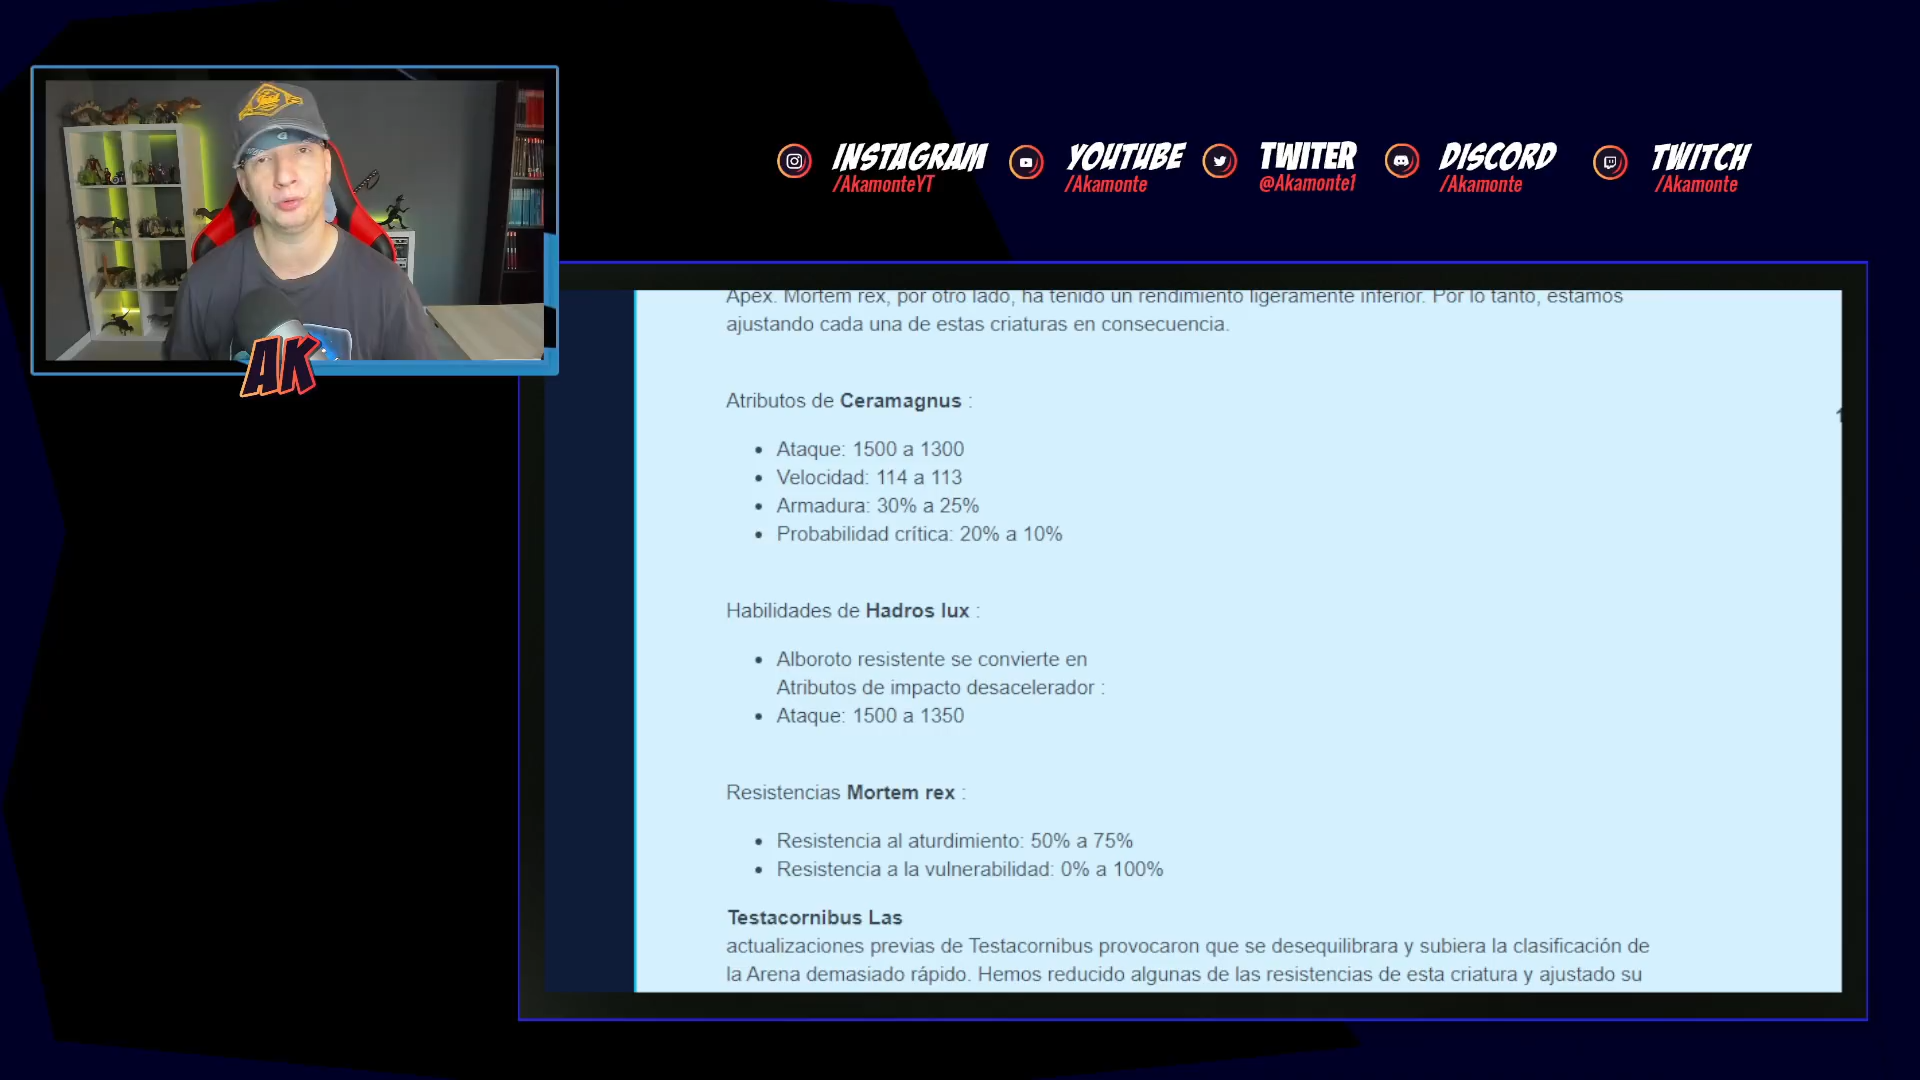 INSTAGRAM
/AkamonteYT
YOUTUBE
/Akamonte
TWITER
@Akamonte1
DISCORD
/Akamonte
TWITCH
/Akamonte
AK
Apex. Mortem rex, por otro lado, ha tenido un rendimiento ligeramente inferior. Por lo tanto, estamos
ajustando cada una de estas criaturas en consecuencia.
Atributos de Ceramagnus :
• Ataque: 1500 a 1300
• Velocidad: 114 a 113
• Armadura: 30% a 25%
• Probabilidad crítica: 20% a 10%
Habilidades de Hadros lux :
• Alboroto resistente se convierte en
Atributos de impacto desacelerador :
• Ataque: 1500 a 1350
Resistencias Mortem rex :
• Resistencia al aturdimiento: 50% a 75%
• Resistencia a la vulnerabilidad: 0% a 100%
Testacornibus Las
actualizaciones previas de Testacornibus provocaron que se desequilibrara y subiera la clasificación de
la Arena demasiado rápido. Hemos reducido algunas de las resistencias de esta criatura y ajustado su